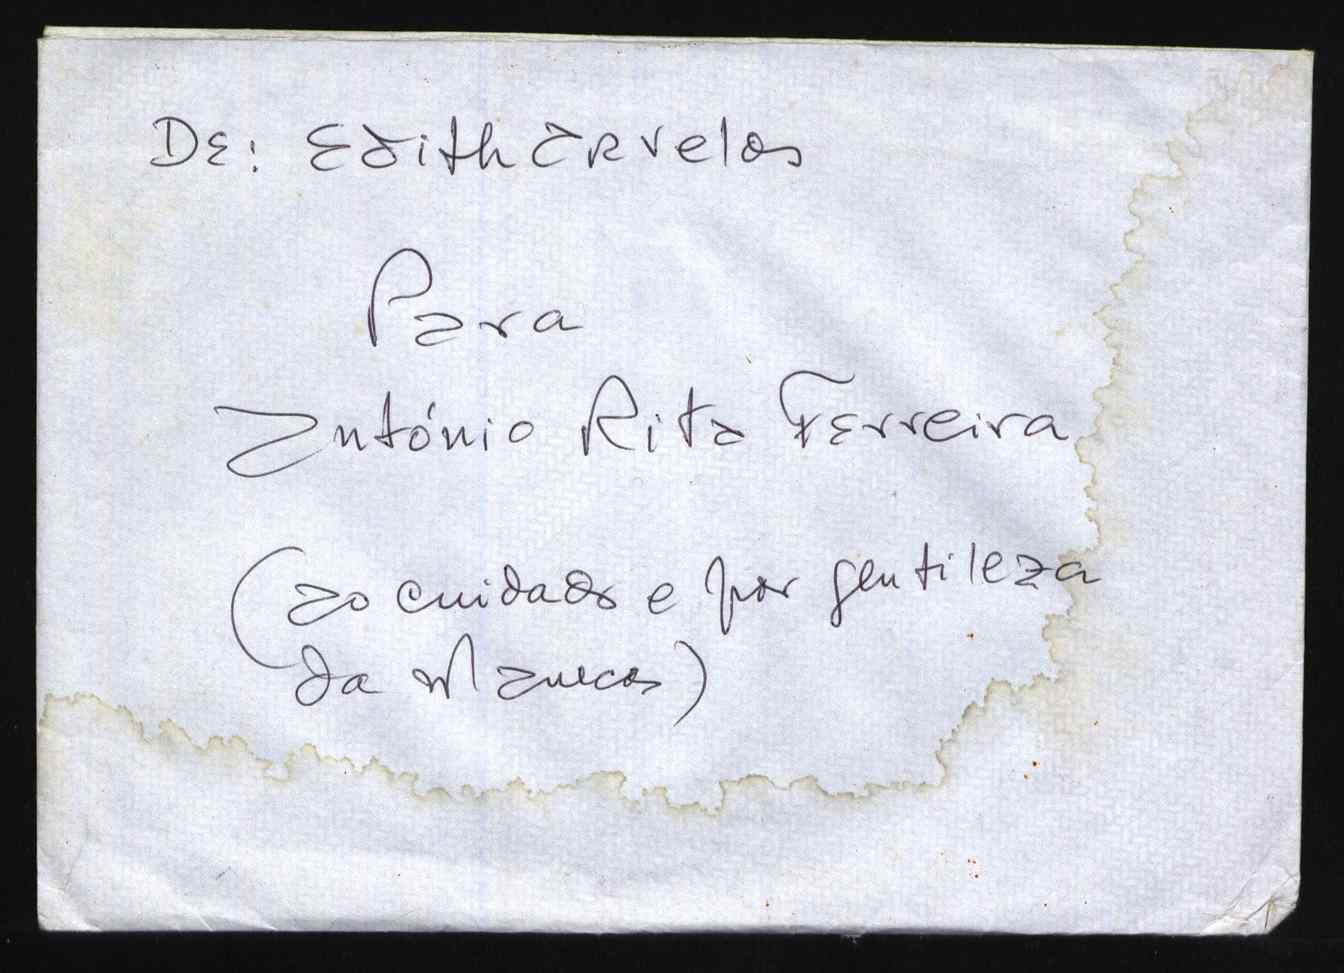 De: Edith Arvelos
Para
António Rita Ferreira
(ao cuidado e por gentileza
da Manecas)